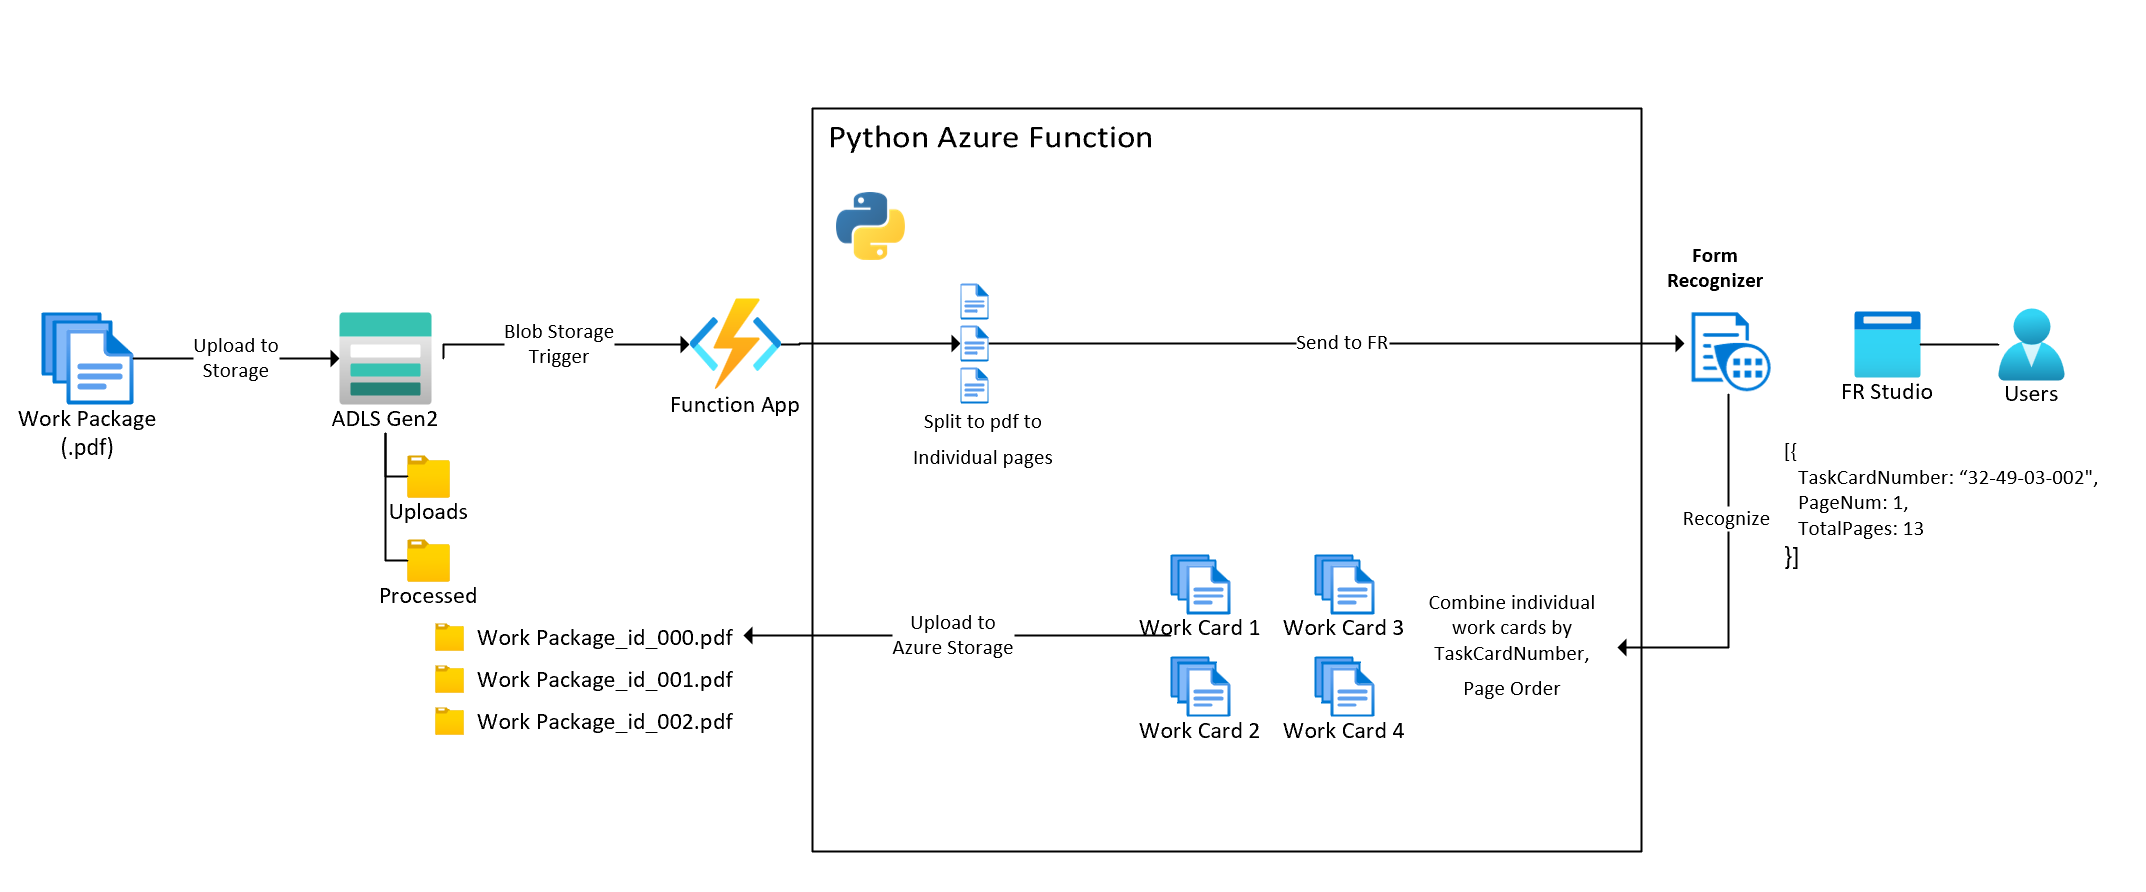 Python Azure Function
Form
Recognizer
Upload to
Storage
Blob Storage
Trigger
Send to FR
Work Package
(.pdf)
ADLS Gen2
Function App
Split to pdf to
Individual pages
FR Studio
Users
Uploads
Processed
Work Package_id_000.pdf
Work Package_id_001.pdf
Work Package_id_002.pdf
Upload to
Azure Storage
Work Card 1
Work Card 3
Work Card 2
Work Card 4
Combine individual
work cards by
TaskCardNumber,
Page Order
Recognize
[{
TaskCardNumber: “32-49-03-002",
PageNum: 1,
TotalPages: 13
}]